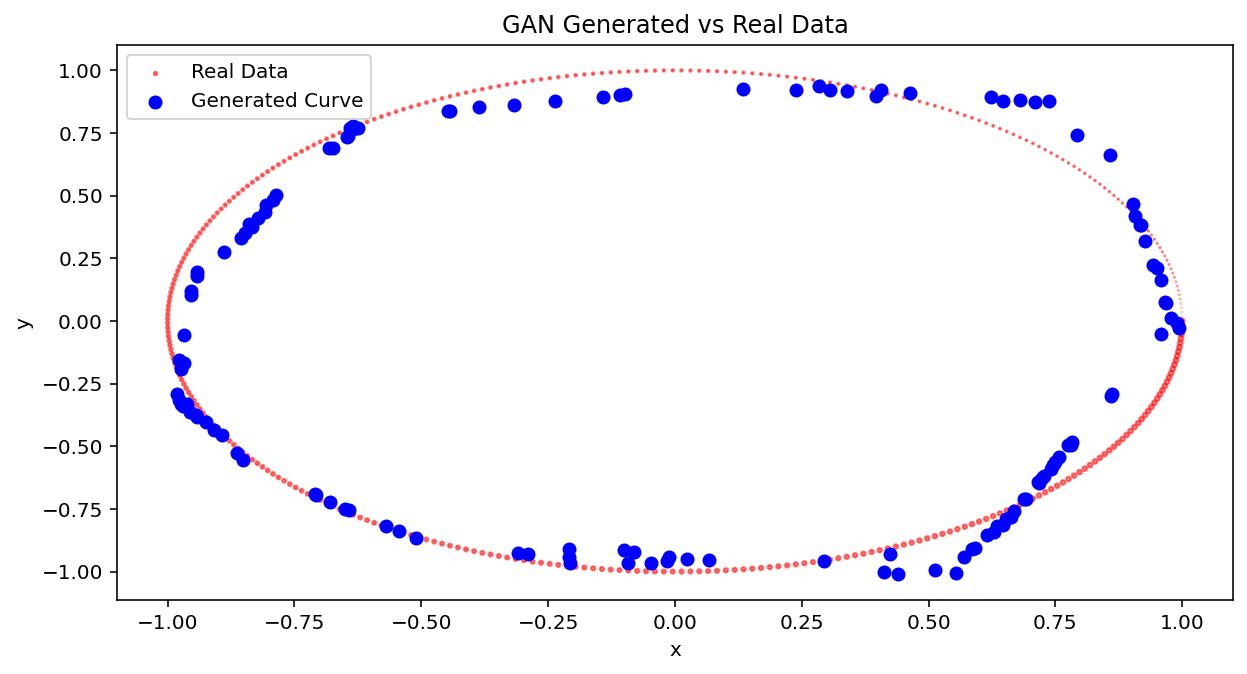 GAN Generated vs Real Data
Real Data
Generated Curve
1.00
0.75
0.50
0.25
0.00
−0.25
−0.50
−0.75
−1.00
y
−1.00 −0.75 −0.50 −0.25 0.00 0.25 0.50 0.75 1.00
x